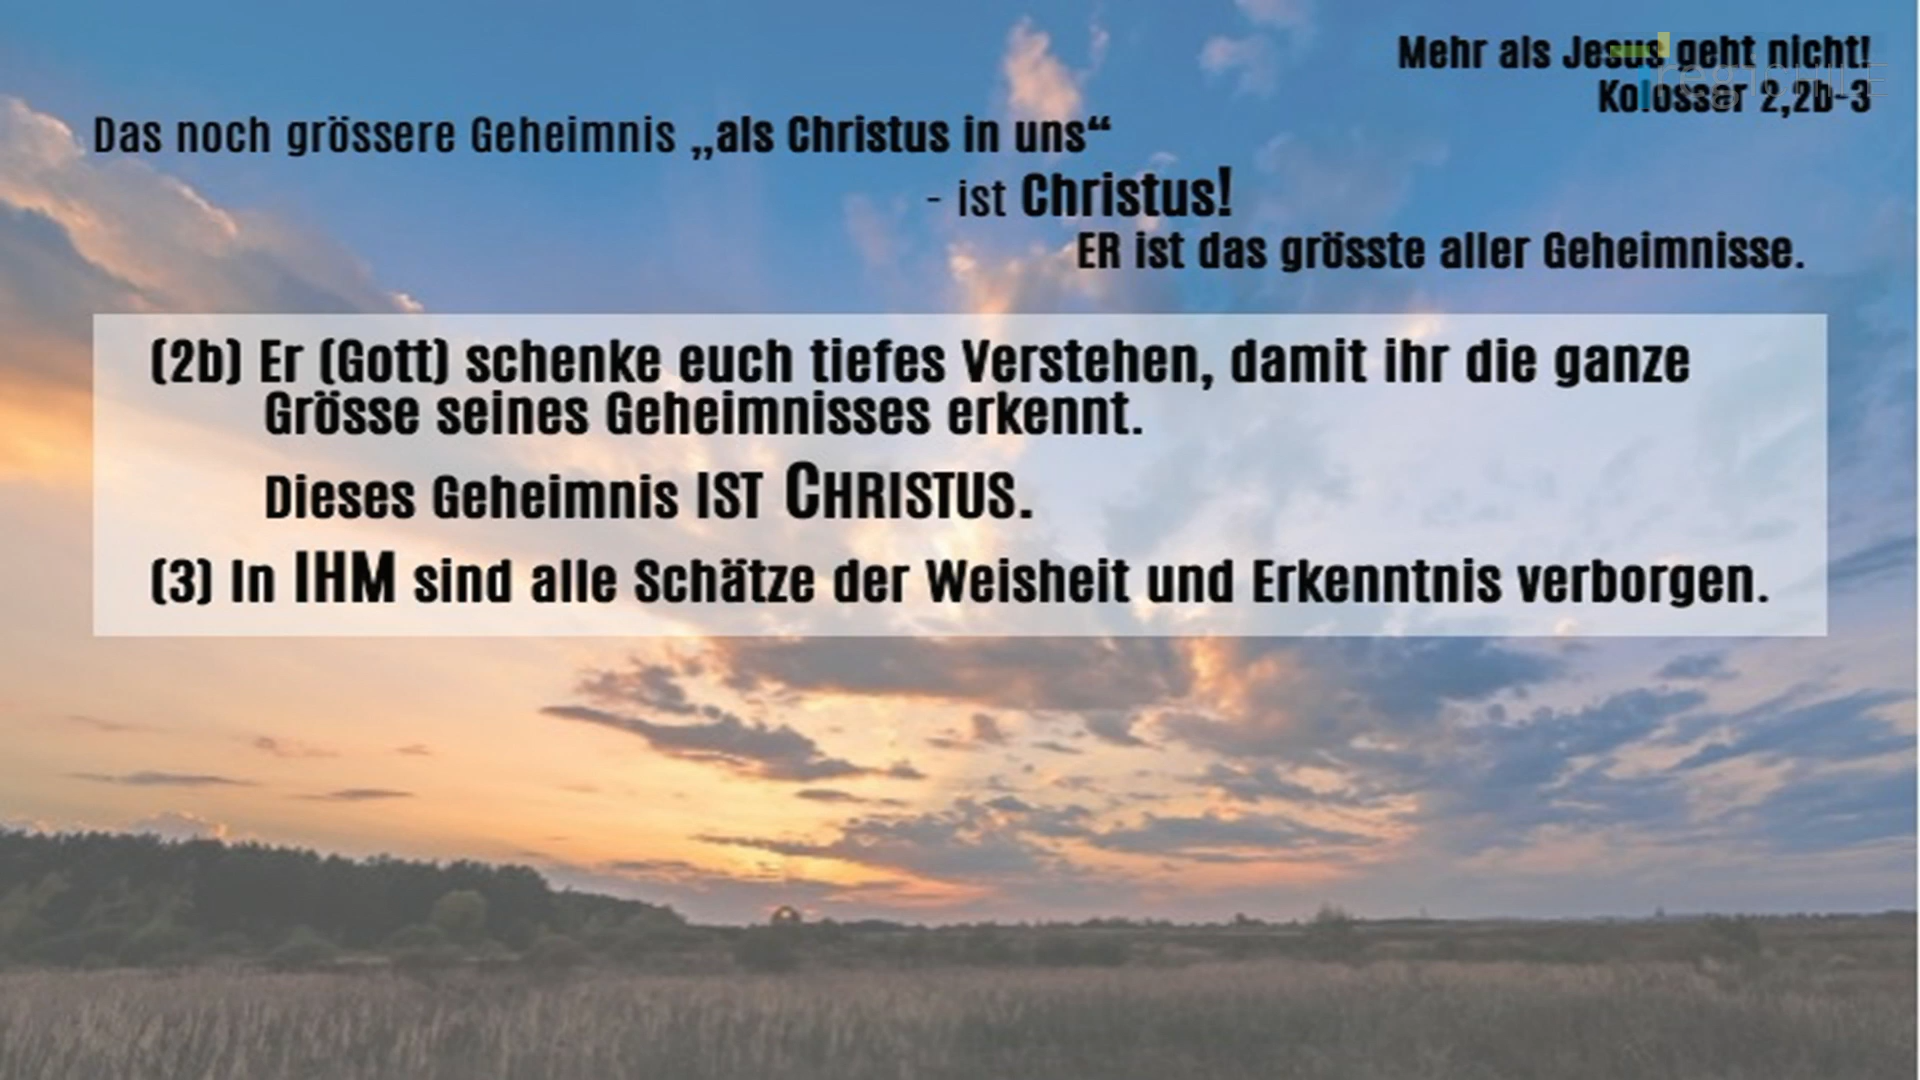 Mehr als Jesus geht nicht!
Kolosser 2,2b-3
Das noch grössere Geheimnis „als Christus in uns“
- ist Christus!
ER ist das grösste aller Geheimnisse.
(2b) Er (Gott) schenke euch tiefes Verstehen, damit ihr die ganze
Grösse seines Geheimnisses erkennt.
Dieses Geheimnis IST CHRISTUS.
(3) In IHM sind alle Schätze der Weisheit und Erkenntnis verborgen.